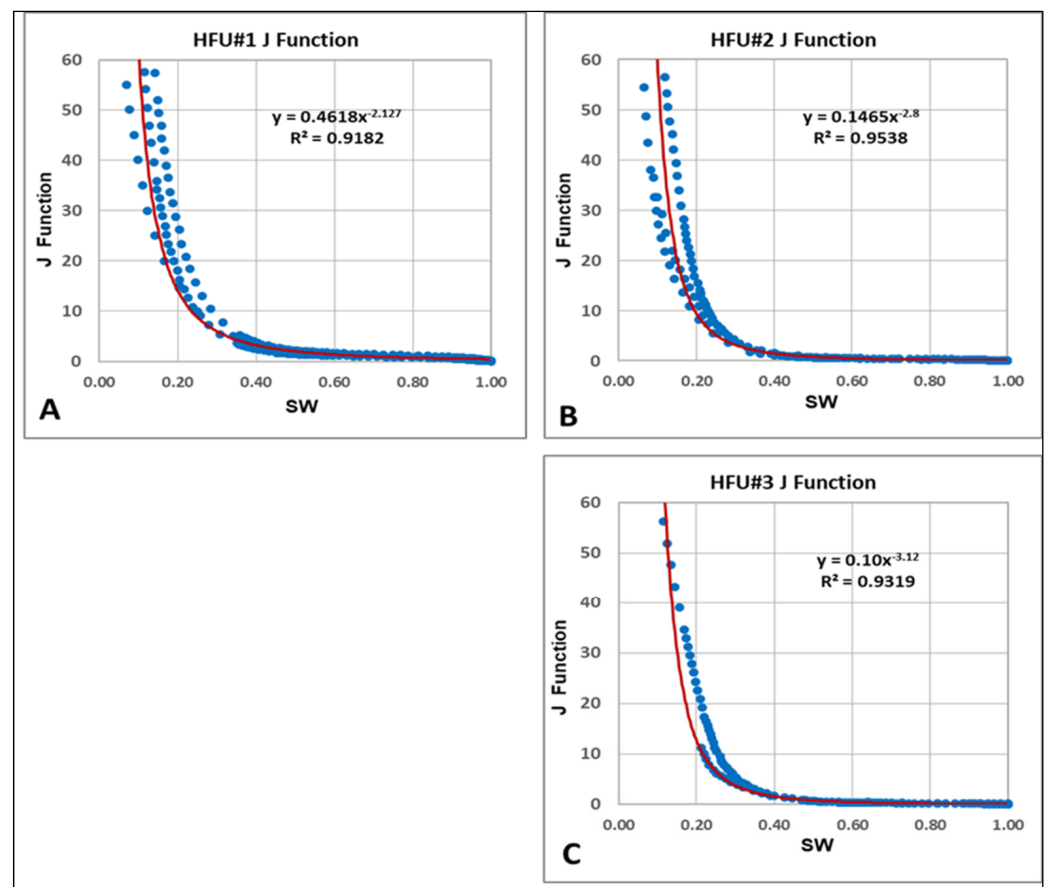 HFU#1 J Function
60
50
40
30
20
10
0
J Function
y = 0.4618x^-2.127
R² = 0.9182
0.00 0.20 0.40 0.60 0.80 1.00
SW
A
HFU#2 J Function
60
50
40
30
20
10
0
J Function
y = 0.1465x^-2.8
R² = 0.9538
0.00 0.20 0.40 0.60 0.80 1.00
SW
B
HFU#3 J Function
60
50
40
30
20
10
0
J Function
y = 0.10x^-3.12
R² = 0.9319
0.00 0.20 0.40 0.60 0.80 1.00
SW
C